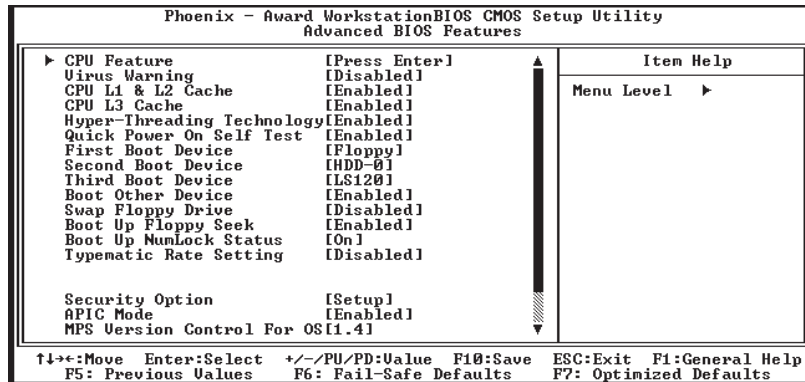 Phoenix - Award WorkstationBIOS CMOS Setup Utility
Advanced BIOS Features
▶ CPU Feature [Press Enter]
Virus Warning [Disabled]
CPU L1 & L2 Cache [Enabled]
CPU L3 Cache [Enabled]
Hyper-Threading Technology[Enabled]
Quick Power On Self Test [Enabled]
First Boot Device [Floppy]
Second Boot Device [HDD-0]
Third Boot Device [LS120]
Boot Other Device [Enabled]
Swap Floppy Drive [Disabled]
Boot Up Floppy Seek [Enabled]
Boot Up NumLock Status [On]
Typematic Rate Setting [Disabled]
Security Option [Setup]
APIC Mode [Enabled]
MPS Version Control For OS[1.4]
Item Help
Menu Level ▶
↑↓→←:Move Enter:Select +/-/PU/PD:Value F10:Save ESC:Exit F1:General Help
F5: Previous Values F6: Fail-Safe Defaults F7: Optimized Defaults